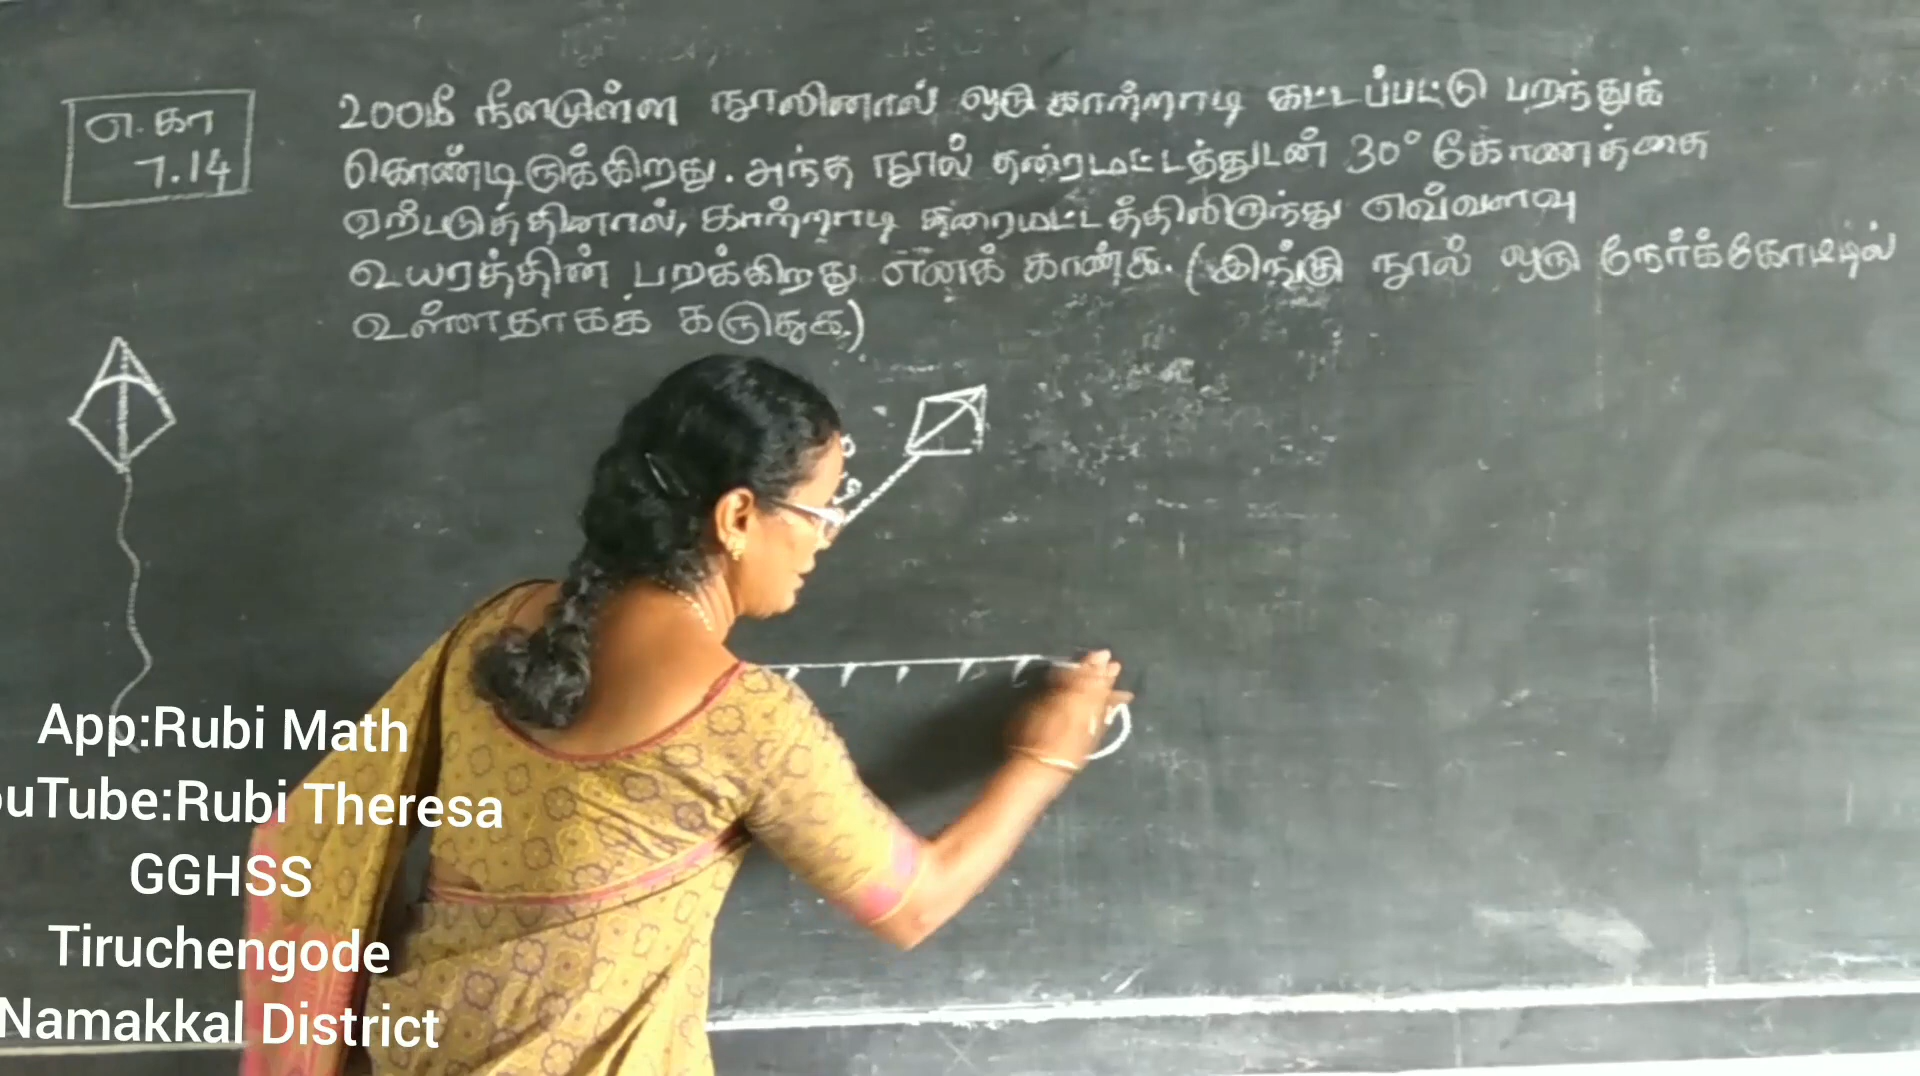 எ.கா
7.14
200மீ நீளமுள்ள நூலினால் ஒரு காற்றாடி கட்டப்பட்டு பறந்துக்
கொண்டிருக்கிறது. அந்த நூல் தரைமட்டத்துடன் 30° கோணத்தை
ஏற்படுத்தினால், காற்றாடி தரைமட்டத்திலிருந்து எவ்வளவு
உயரத்தின் பறக்கிறது எனக் காண்க. (இங்கு நூல் ஒரு நேர்க்கோட்டில்
உள்ளதாகக் கருதுக.)
App:Rubi Math
ouTube:Rubi Theresa
GGHSS
Tiruchengode
Namakkal District